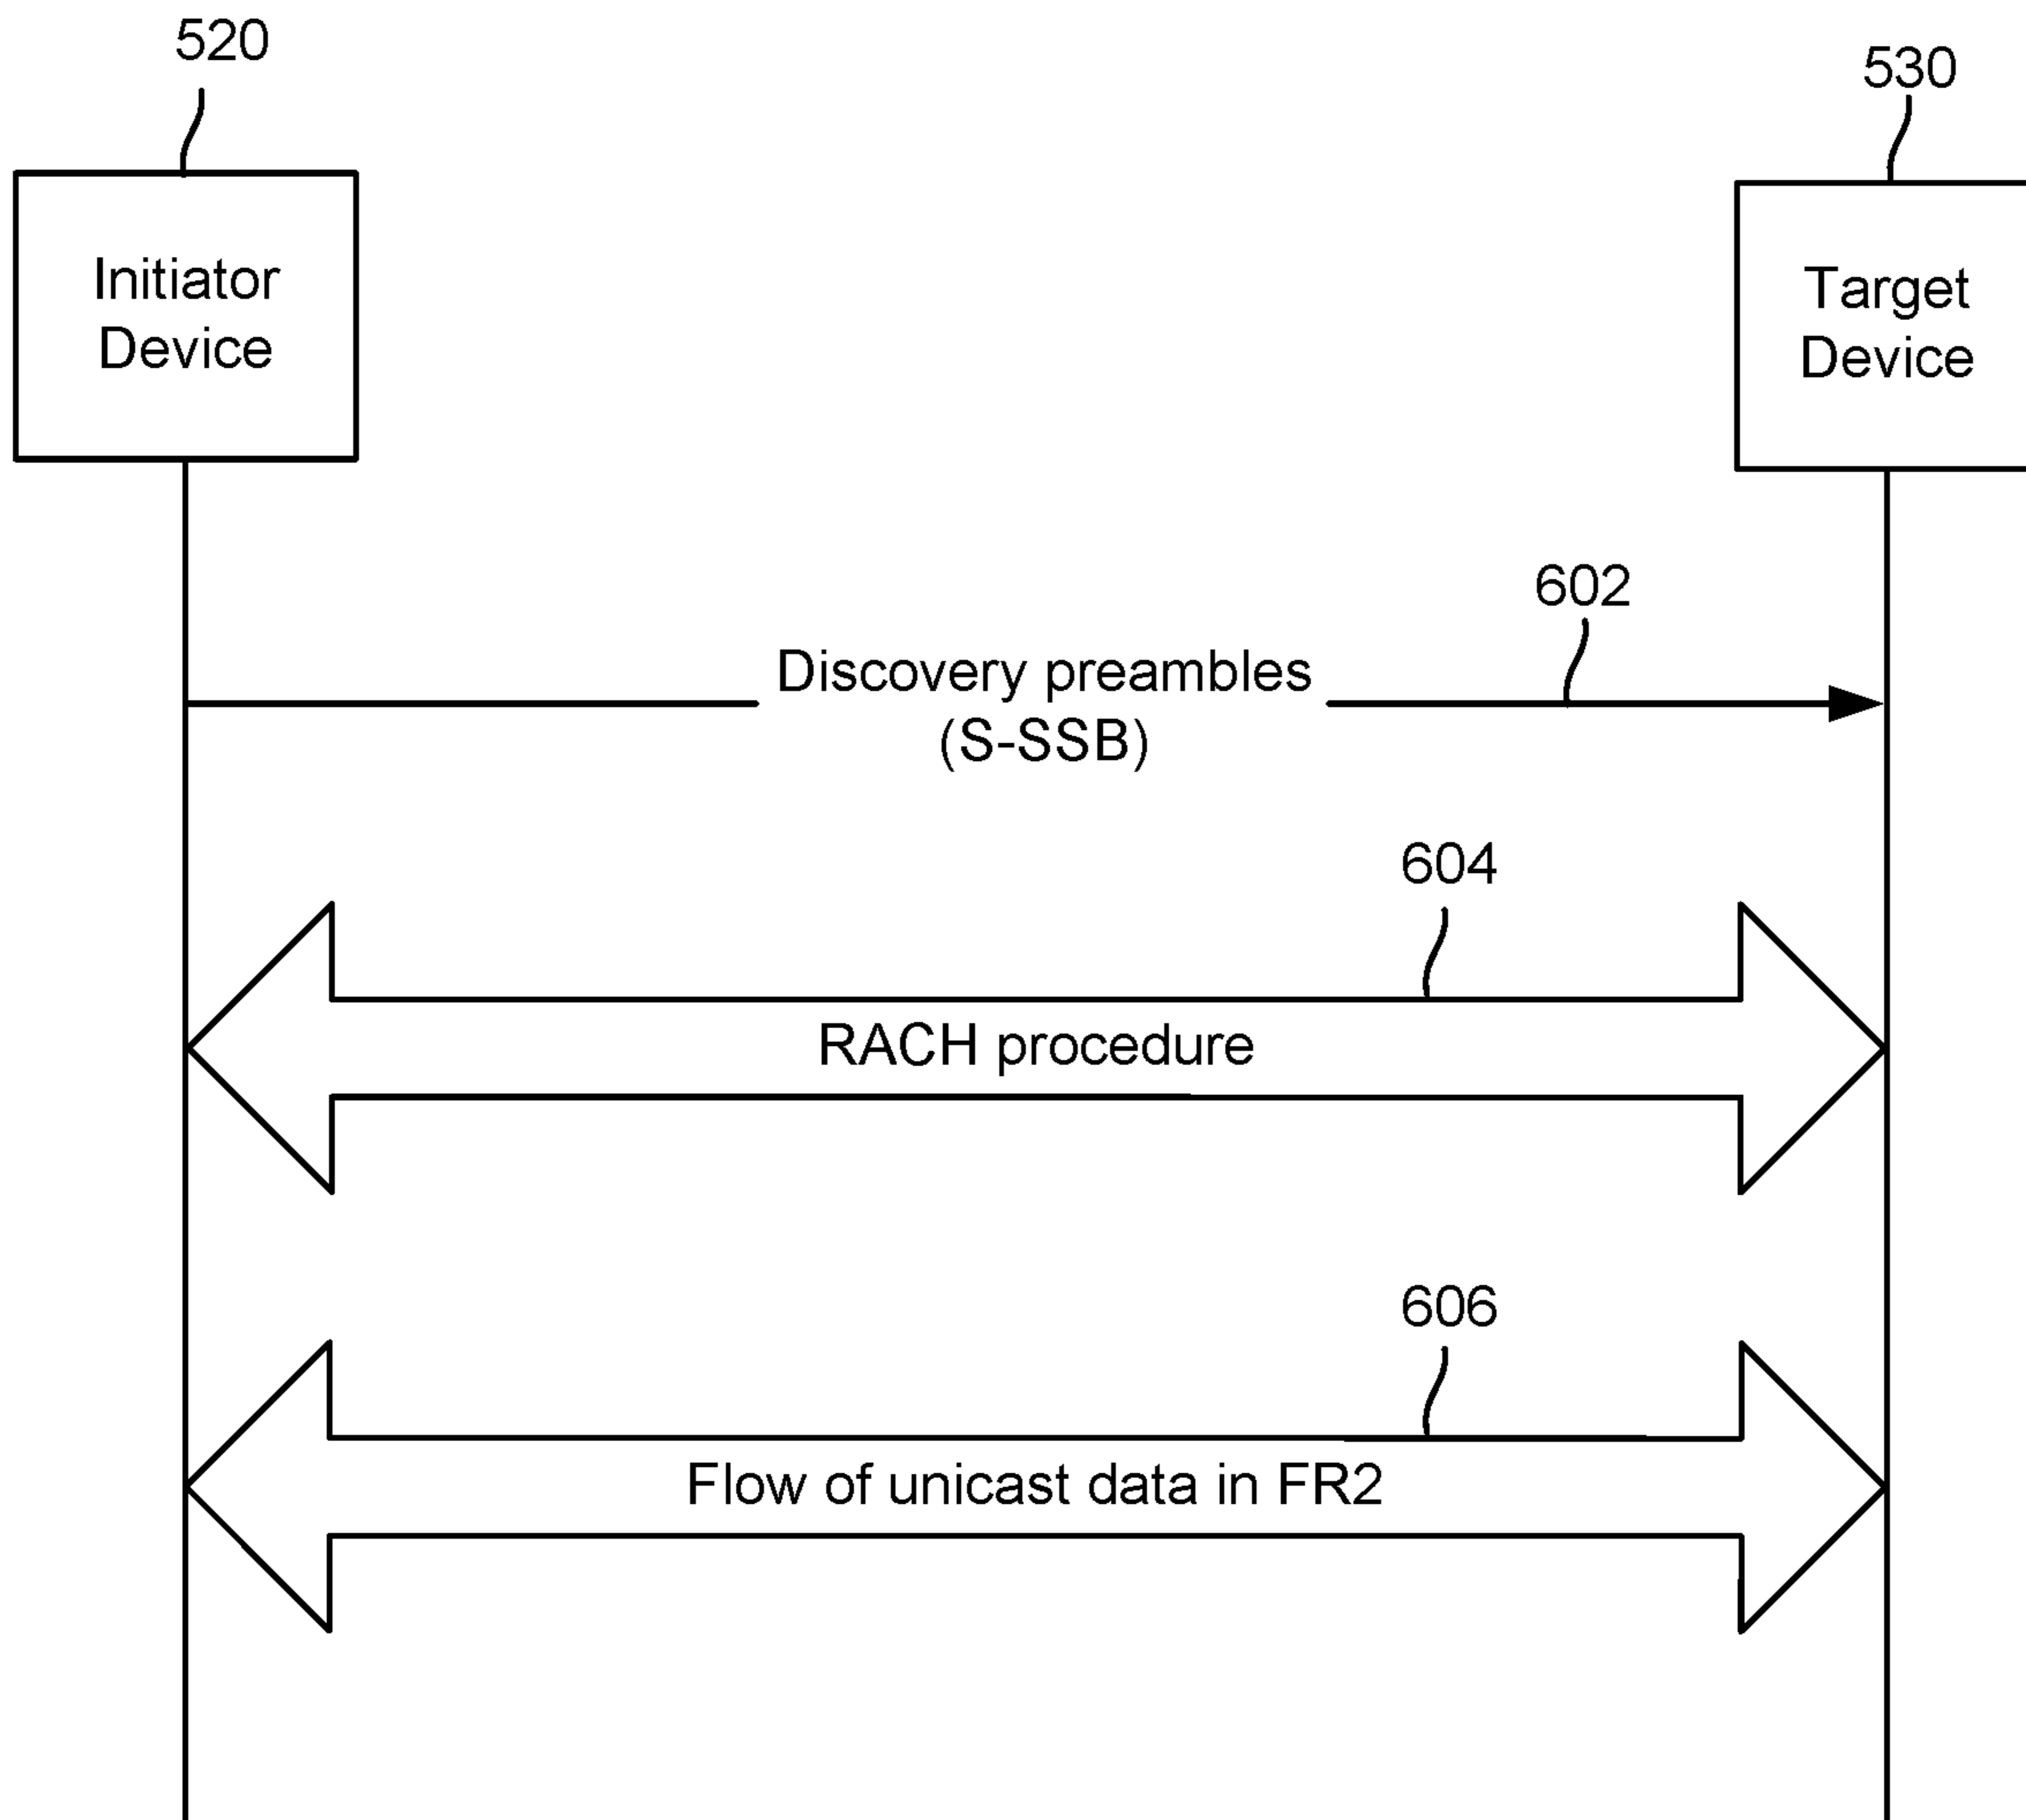 520
530
Initiator
Device
Target
Device
602
Discovery preambles
(S-SSB)
604
RACH procedure
606
Flow of unicast data in FR2